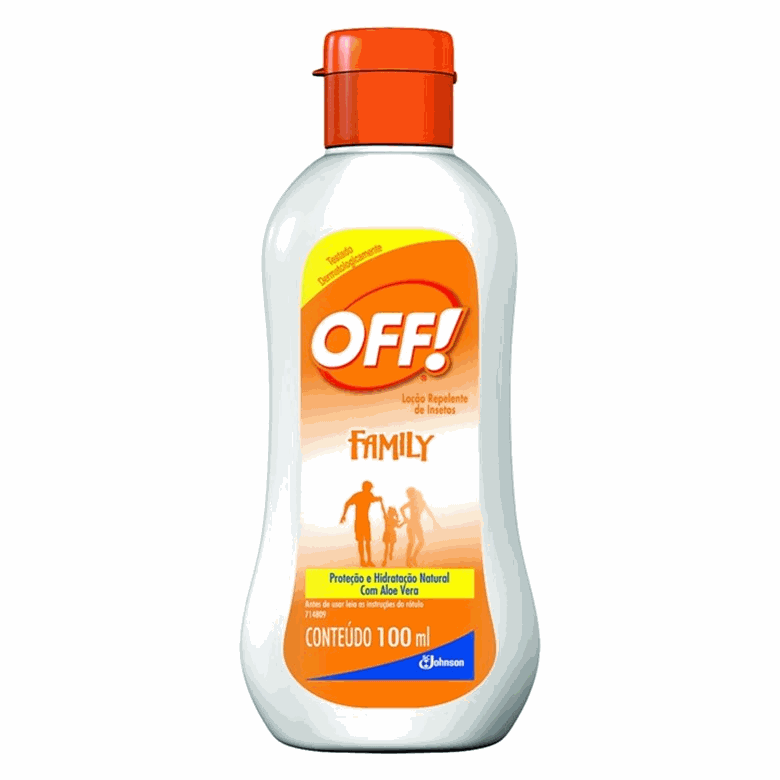 Testado
Dermatologicamente
OFF!
®
Loção Repelente
de Insetos
FAMILY
Proteção e Hidratação Natural
Com Aloe Vera
Antes de usar leia as instruções do rótulo
714809
CONTEÚDO 100 ml
SC Johnson